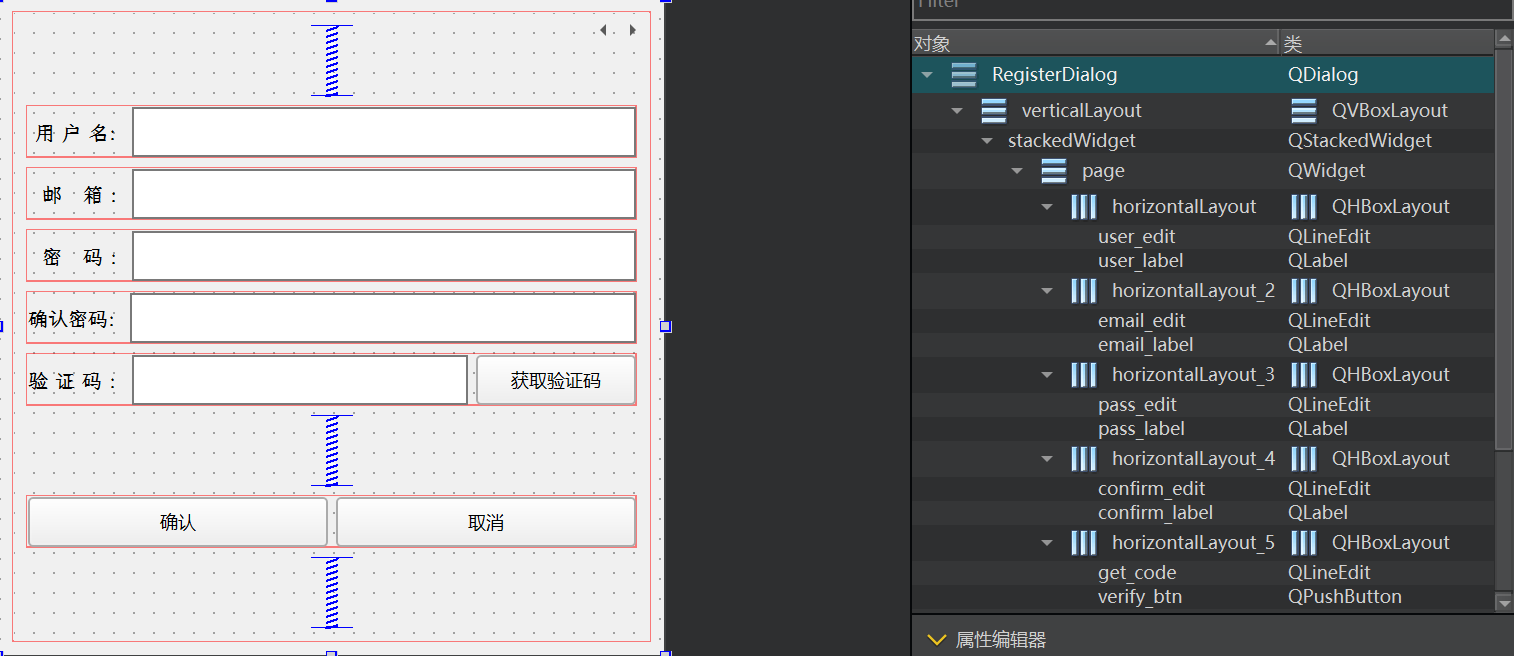 用 户 名:
邮 箱 :
密 码 :
确认密码:
验 证 码 :
获取验证码
确认
取消
Filter
对象 类
RegisterDialog QDialog
verticalLayout QVBoxLayout
stackedWidget QStackedWidget
page QWidget
horizontalLayout QHBoxLayout
user_edit QLineEdit
user_label QLabel
horizontalLayout_2 QHBoxLayout
email_edit QLineEdit
email_label QLabel
horizontalLayout_3 QHBoxLayout
pass_edit QLineEdit
pass_label QLabel
horizontalLayout_4 QHBoxLayout
confirm_edit QLineEdit
confirm_label QLabel
horizontalLayout_5 QHBoxLayout
get_code QLineEdit
verify_btn QPushButton
属性编辑器